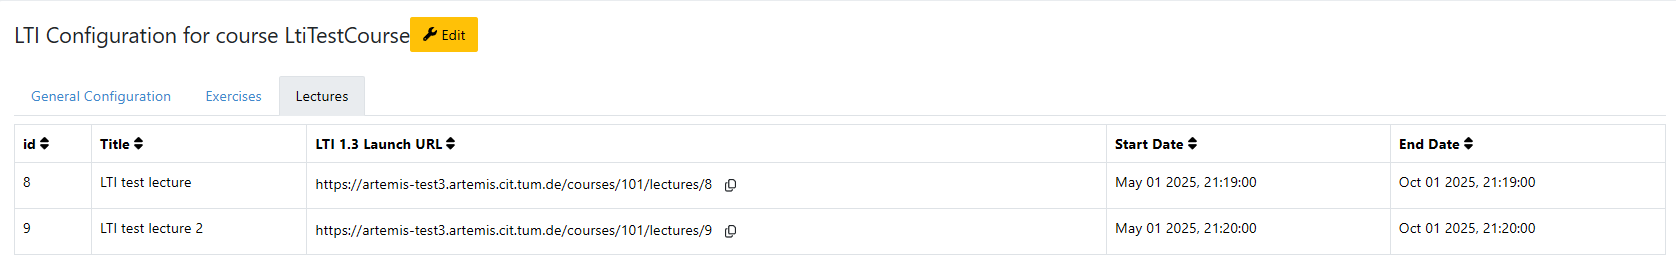 LTI Configuration for course LtiTestCourse Edit
General Configuration Exercises Lectures
id Title LTI 1.3 Launch URL Start Date End Date
8 LTI test lecture https://artemis-test3.artemis.cit.tum.de/courses/101/lectures/8 May 01 2025, 21:19:00 Oct 01 2025, 21:19:00
9 LTI test lecture 2 https://artemis-test3.artemis.cit.tum.de/courses/101/lectures/9 May 01 2025, 21:20:00 Oct 01 2025, 21:20:00